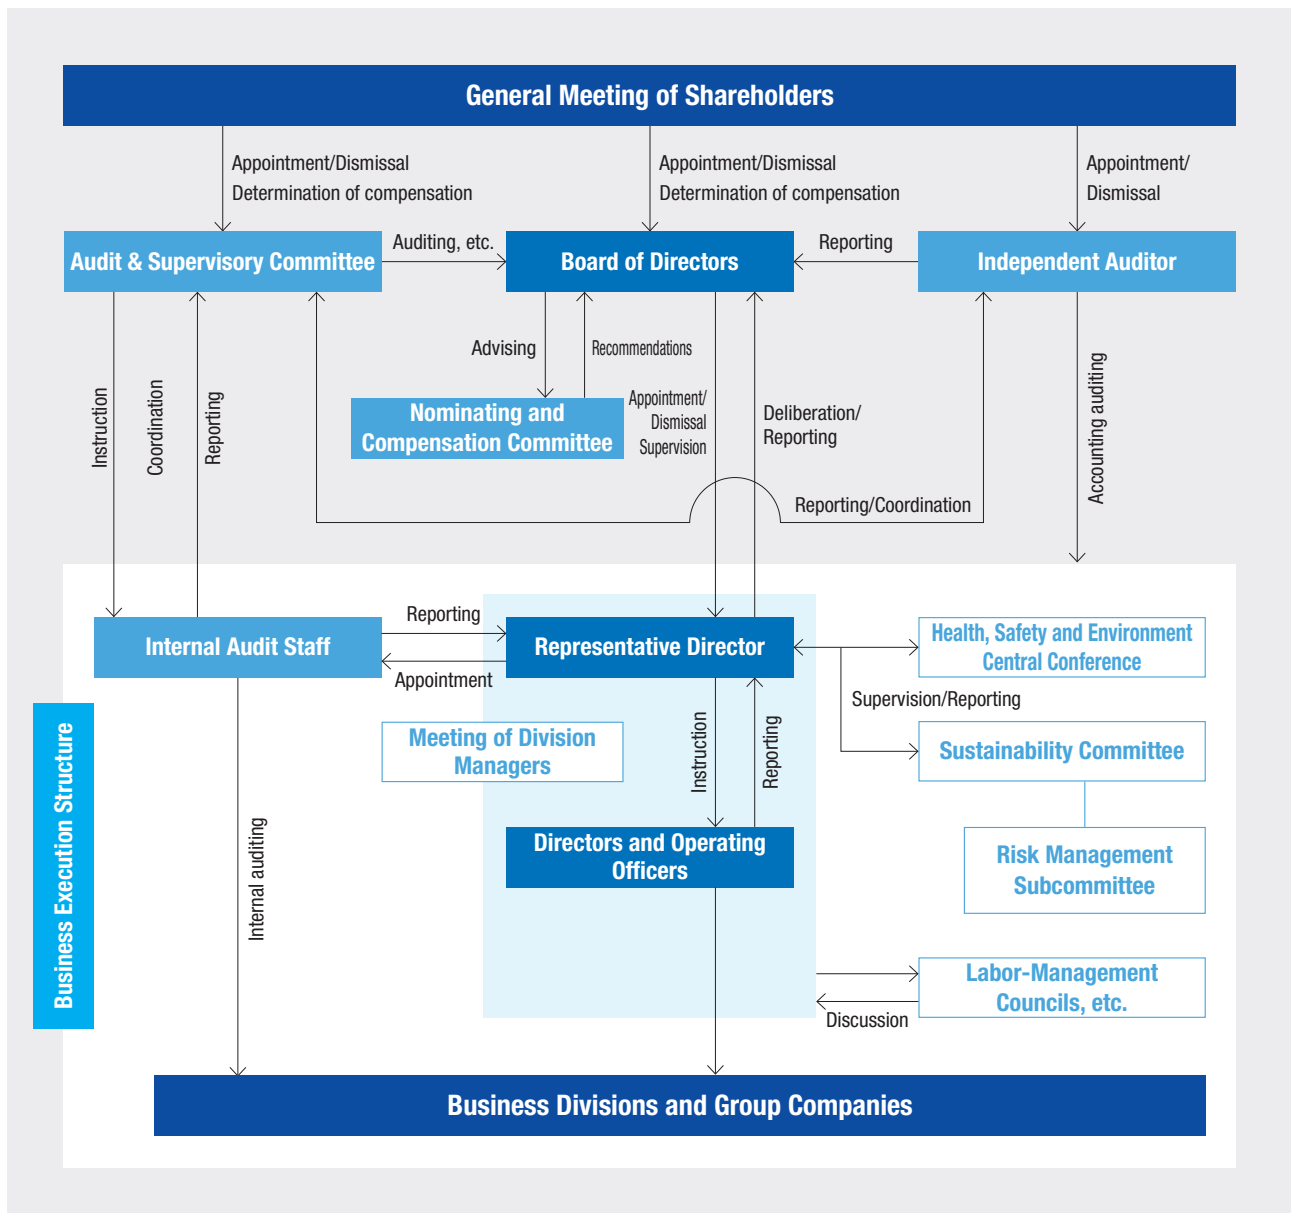 General Meeting of Shareholders
Appointment/Dismissal
Determination of compensation
Appointment/Dismissal
Determination of compensation
Appointment/
Dismissal
Audit & Supervisory Committee
Auditing, etc.
Board of Directors
Reporting
Independent Auditor
Instruction
Coordination
Reporting
Advising
Recommendations
Nominating and
Compensation Committee
Appointment/
Dismissal
Supervision
Deliberation/
Reporting
Reporting/Coordination
Accounting auditing
Business Execution Structure
Internal Audit Staff
Reporting
Appointment
Representative Director
Health, Safety and Environment
Central Conference
Supervision/Reporting
Meeting of Division
Managers
Instruction
Reporting
Sustainability Committee
Directors and Operating
Officers
Risk Management
Subcommittee
Internal auditing
Labor-Management
Councils, etc.
Discussion
Business Divisions and Group Companies